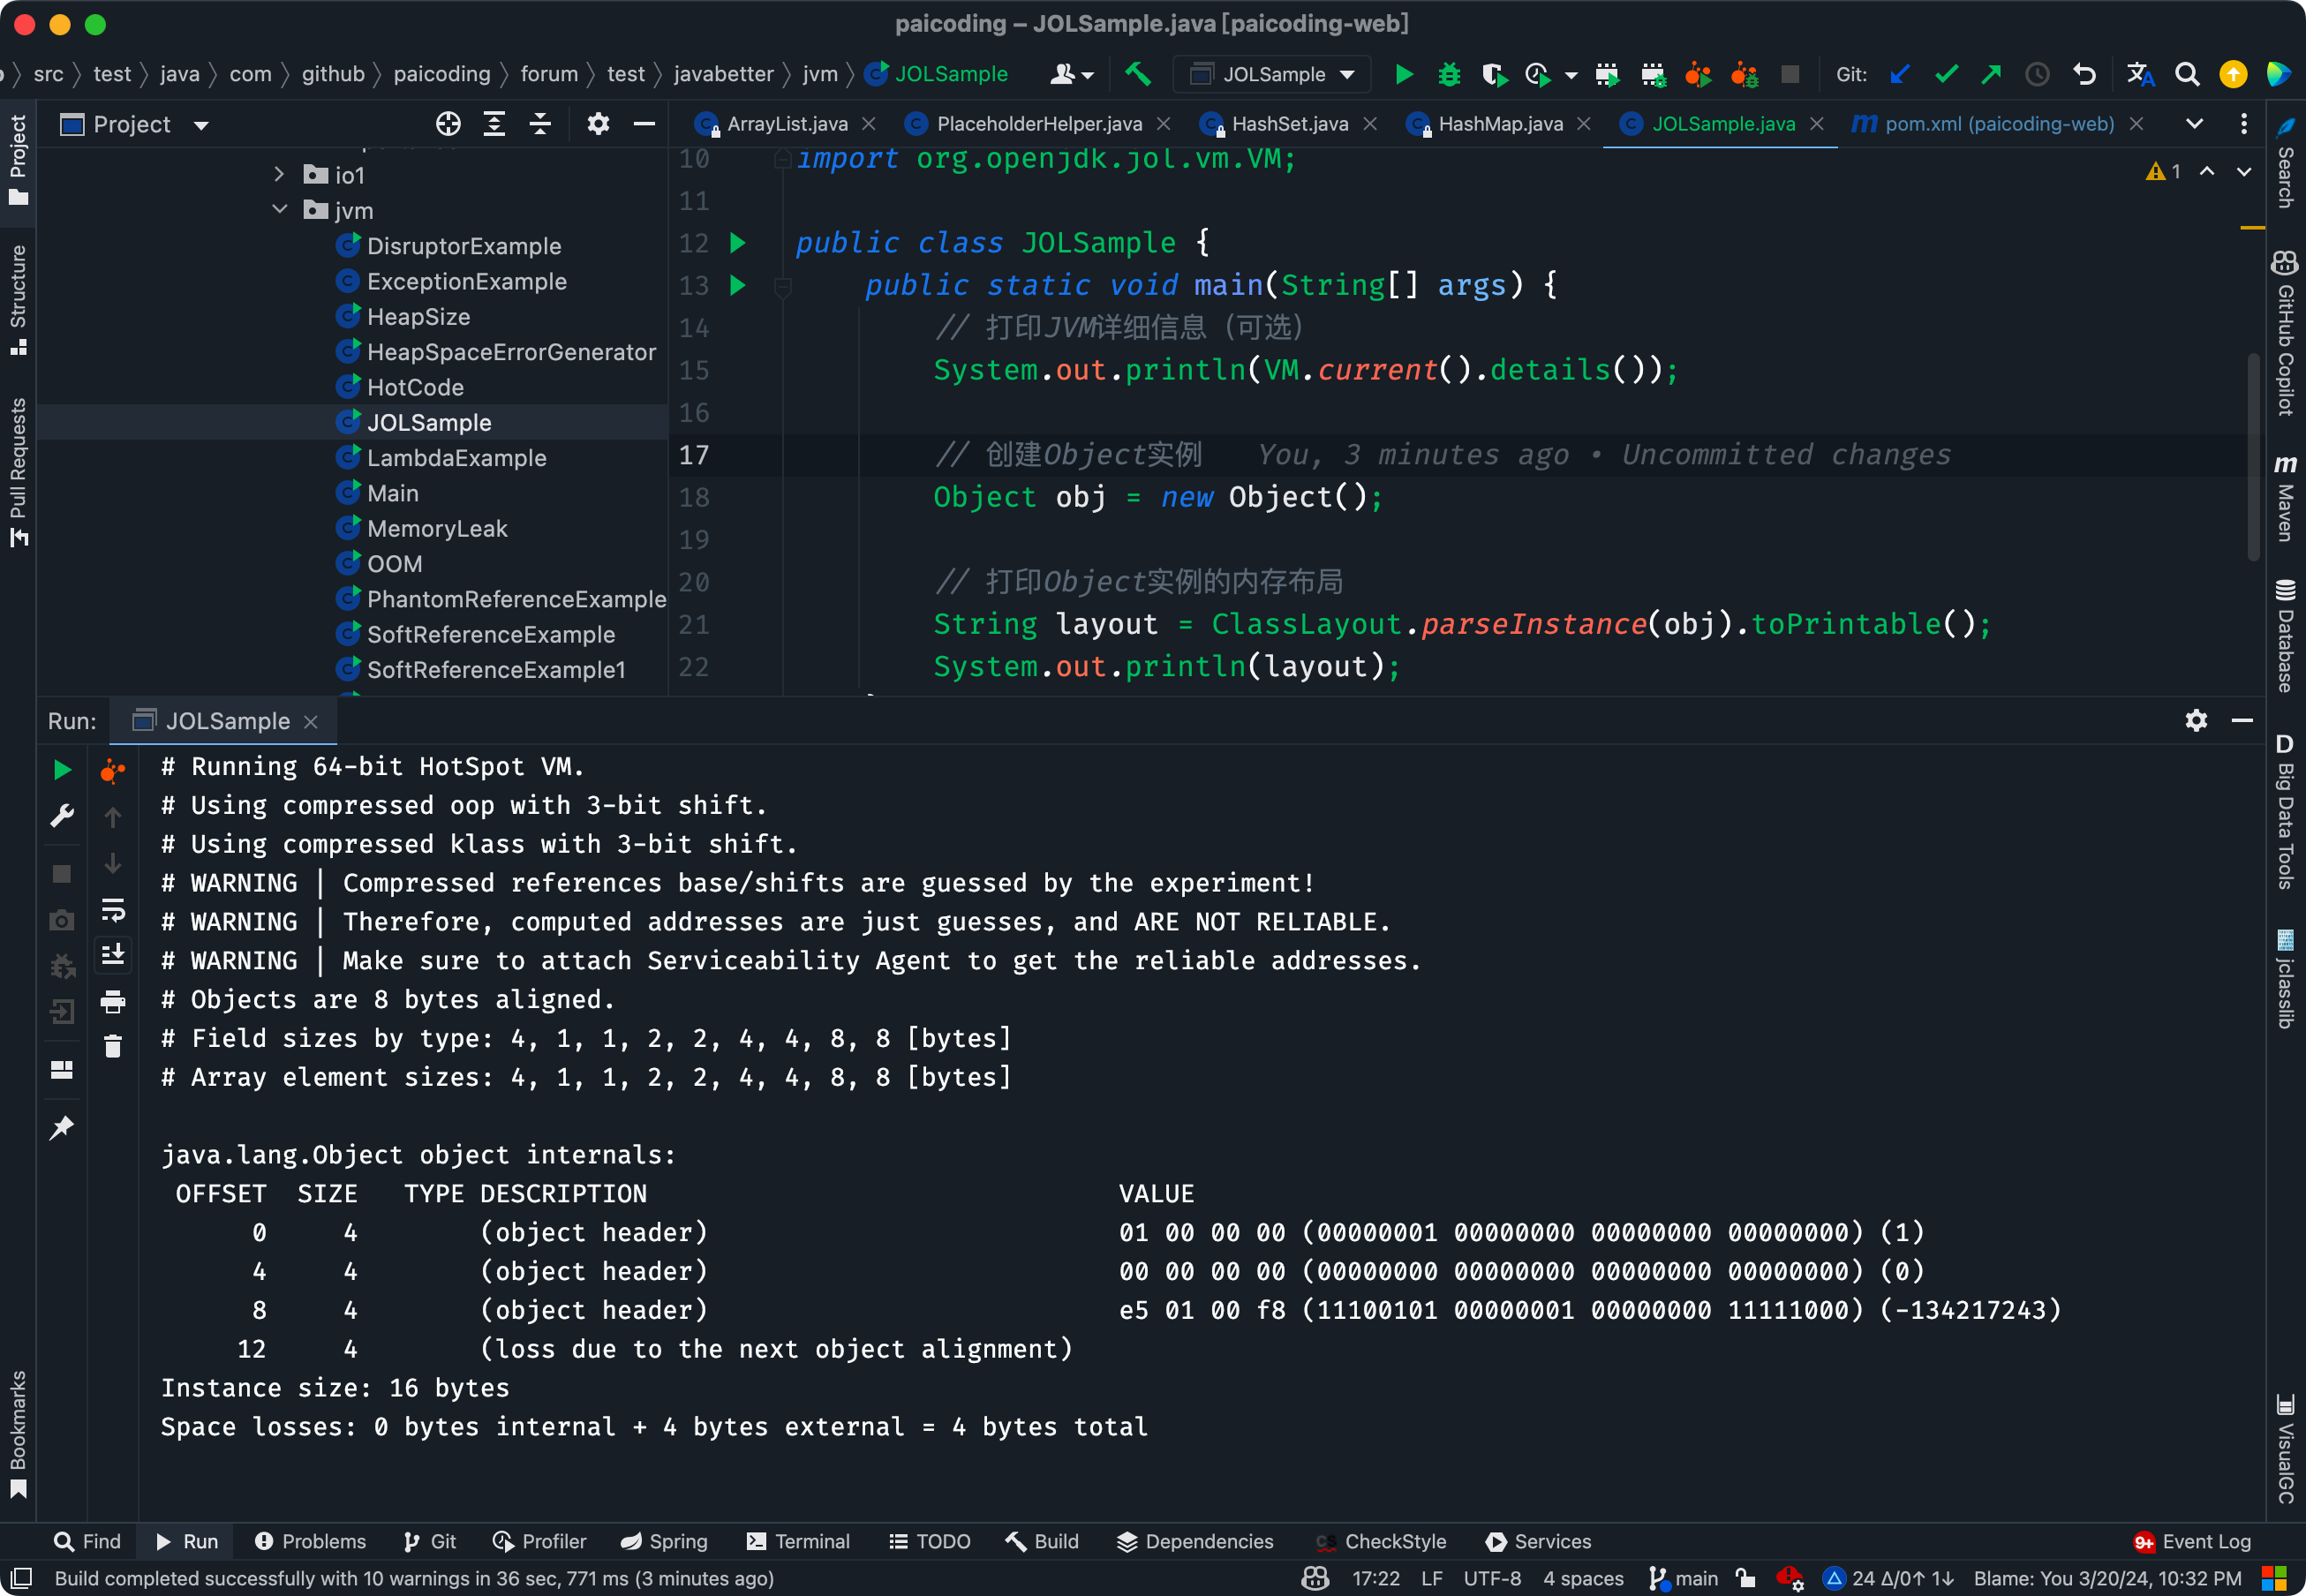 paicoding – JOLSample.java [paicoding-web]
src test java com github paicoding forum test javabetter jvm JOLSample
JOLSample
Git:
Project
ArrayList.java
PlaceholderHelper.java
HashSet.java
HashMap.java
JOLSample.java
pom.xml (paicoding-web)
Project
Structure
Pull Requests
Bookmarks
io1
jvm
DisruptorExample
ExceptionExample
HeapSize
HeapSpaceErrorGenerator
HotCode
JOLSample
LambdaExample
Main
MemoryLeak
OOM
PhantomReferenceExample
SoftReferenceExample
SoftReferenceExample1
1
10 import org.openjdk.jol.vm.VM;
11
12 public class JOLSample {
13 public static void main(String[] args) {
14 // 打印JVM详细信息（可选）
15 System.out.println(VM.current().details());
16
17 // 创建Object实例 You, 3 minutes ago • Uncommitted changes
18 Object obj = new Object();
19
20 // 打印Object实例的内存布局
21 String layout = ClassLayout.parseInstance(obj).toPrintable();
22 System.out.println(layout);
Search
GitHub Copilot
Maven
Database
Big Data Tools
jclasslib
VisualGC
Run: JOLSample
# Running 64-bit HotSpot VM.
# Using compressed oop with 3-bit shift.
# Using compressed klass with 3-bit shift.
# WARNING | Compressed references base/shifts are guessed by the experiment!
# WARNING | Therefore, computed addresses are just guesses, and ARE NOT RELIABLE.
# WARNING | Make sure to attach Serviceability Agent to get the reliable addresses.
# Objects are 8 bytes aligned.
# Field sizes by type: 4, 1, 1, 2, 2, 4, 4, 8, 8 [bytes]
# Array element sizes: 4, 1, 1, 2, 2, 4, 4, 8, 8 [bytes]
java.lang.Object object internals:
OFFSET SIZE TYPE DESCRIPTION VALUE
0 4 (object header) 01 00 00 00 (00000001 00000000 00000000 00000000) (1)
4 4 (object header) 00 00 00 00 (00000000 00000000 00000000 00000000) (0)
8 4 (object header) e5 01 00 f8 (11100101 00000001 00000000 11111000) (-134217243)
12 4 (loss due to the next object alignment)
Instance size: 16 bytes
Space losses: 0 bytes internal + 4 bytes external = 4 bytes total
Find Run Problems Git Profiler Spring Terminal TODO Build Dependencies CheckStyle Services 9+ Event Log
Build completed successfully with 10 warnings in 36 sec, 771 ms (3 minutes ago) 17:22 LF UTF-8 4 spaces main 24 Δ/0↑ 1↓ Blame: You 3/20/24, 10:32 PM